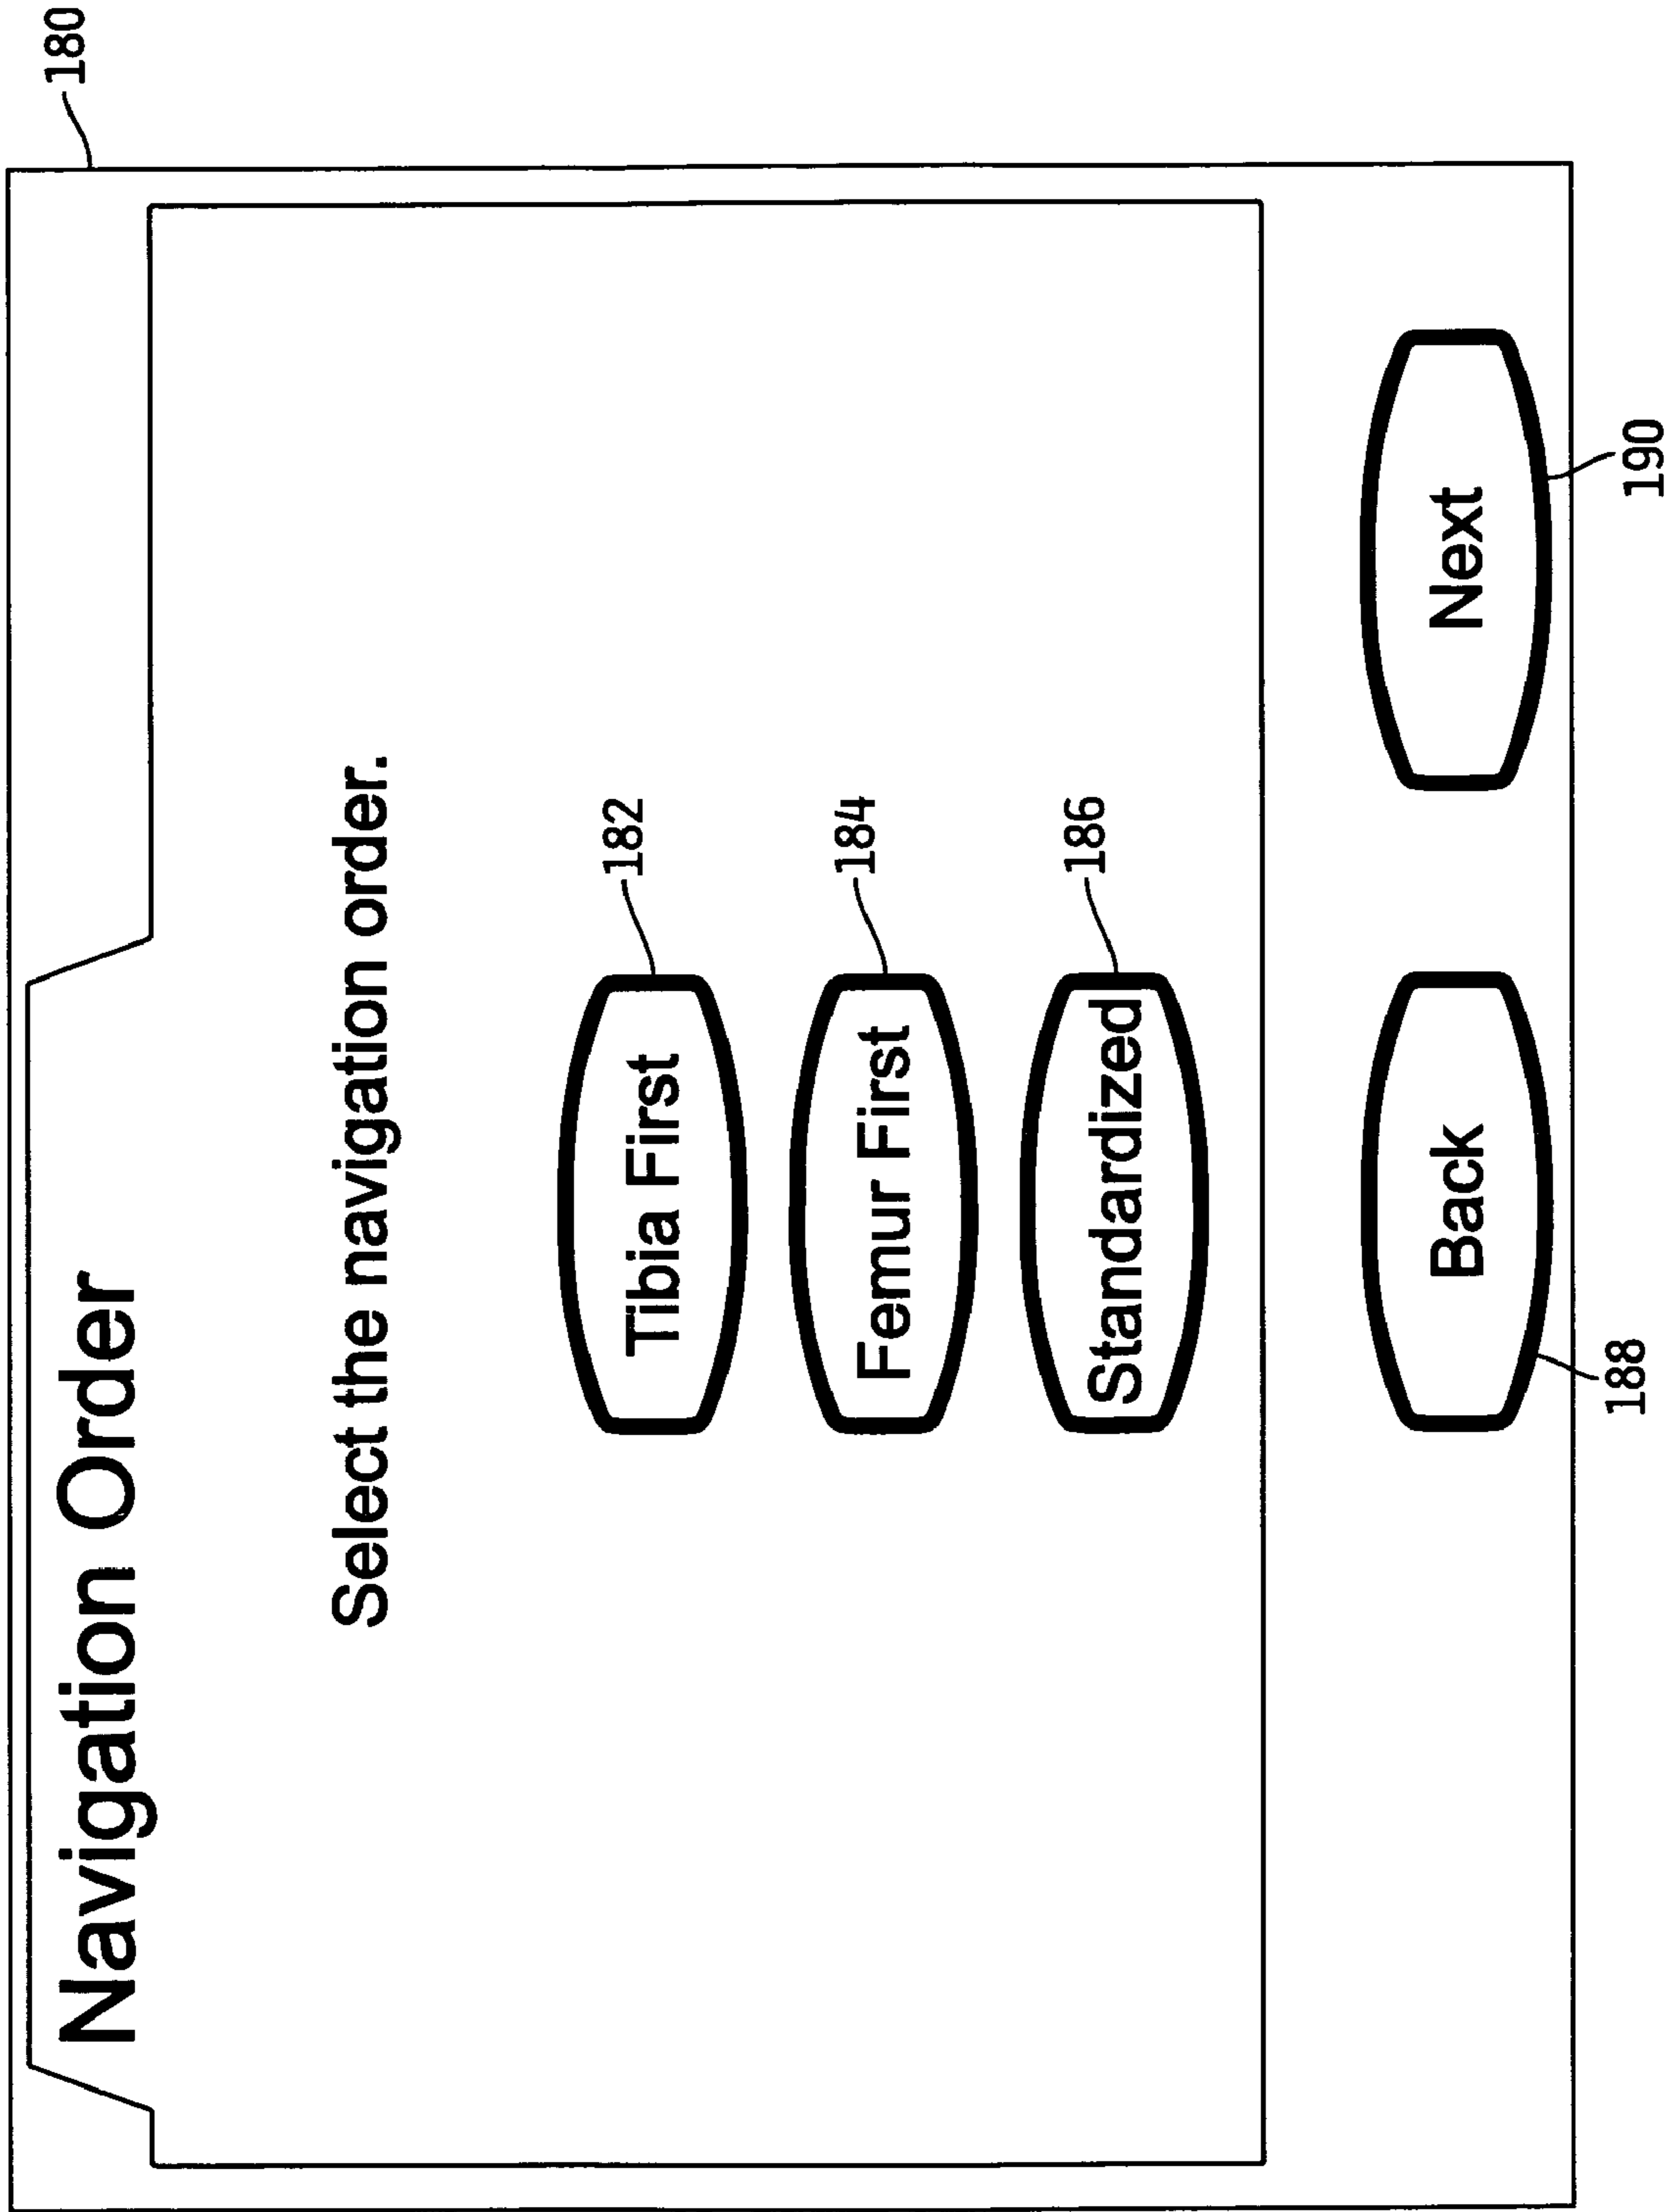 180
Navigation Order
Select the navigation order.
Tibia First
182
Femur First
184
Standardized
186
Back
Next
188
190